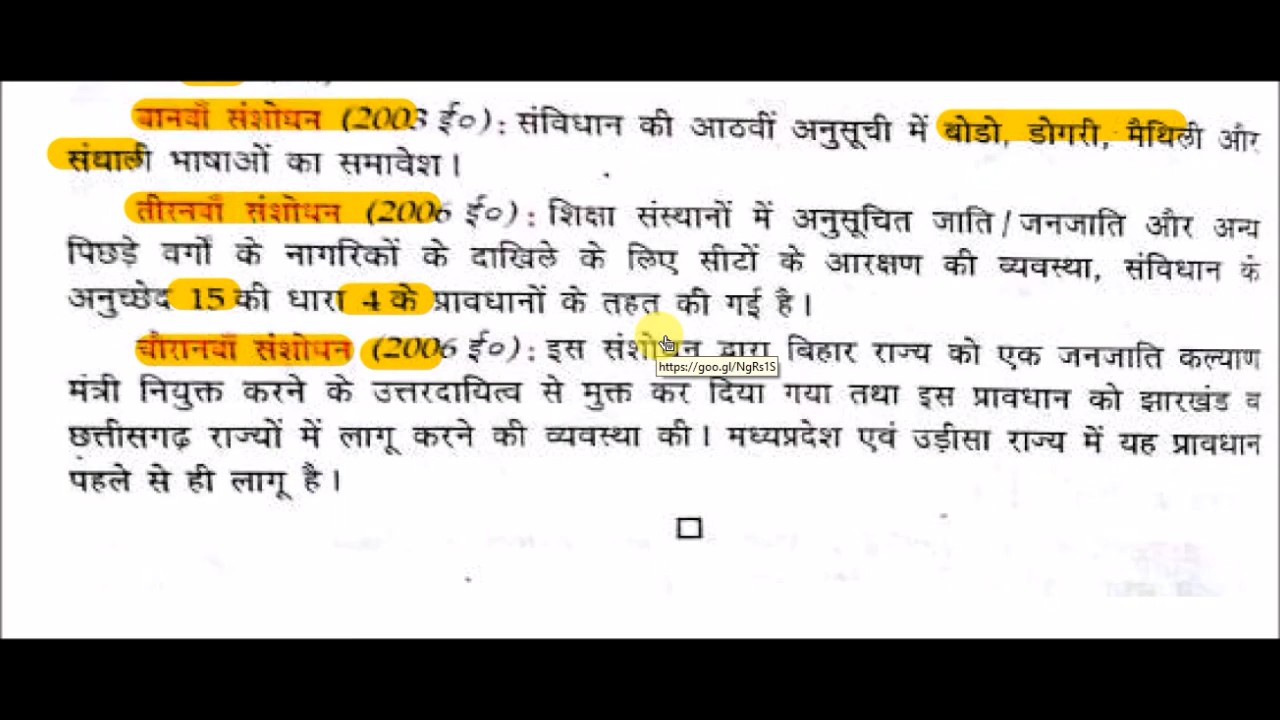 बानवाँ संशोधन (2003 ई०) : संविधान की आठवीं अनुसूची में बोडो, डोगरी, मैथिली और
संथाली भाषाओं का समावेश।
तीरनवाँ संशोधन (2006 ई०) : शिक्षा संस्थानों में अनुसूचित जाति/जनजाति और अन्य
पिछड़े वर्गों के नागरिकों के दाखिले के लिए सीटों के आरक्षण की व्यवस्था, संविधान के
अनुच्छेद 15 की धारा 4 के प्रावधानों के तहत की गई है।
चौरानवाँ संशोधन (2006 ई०) : इस संशोधन द्वारा बिहार राज्य को एक जनजाति कल्याण
https://goo.gl/NgRs1S
मंत्री नियुक्त करने के उत्तरदायित्व से मुक्त कर दिया गया तथा इस प्रावधान को झारखंड व
छत्तीसगढ़ राज्यों में लागू करने की व्यवस्था की। मध्यप्रदेश एवं उड़ीसा राज्य में यह प्रावधान
पहले से ही लागू है।